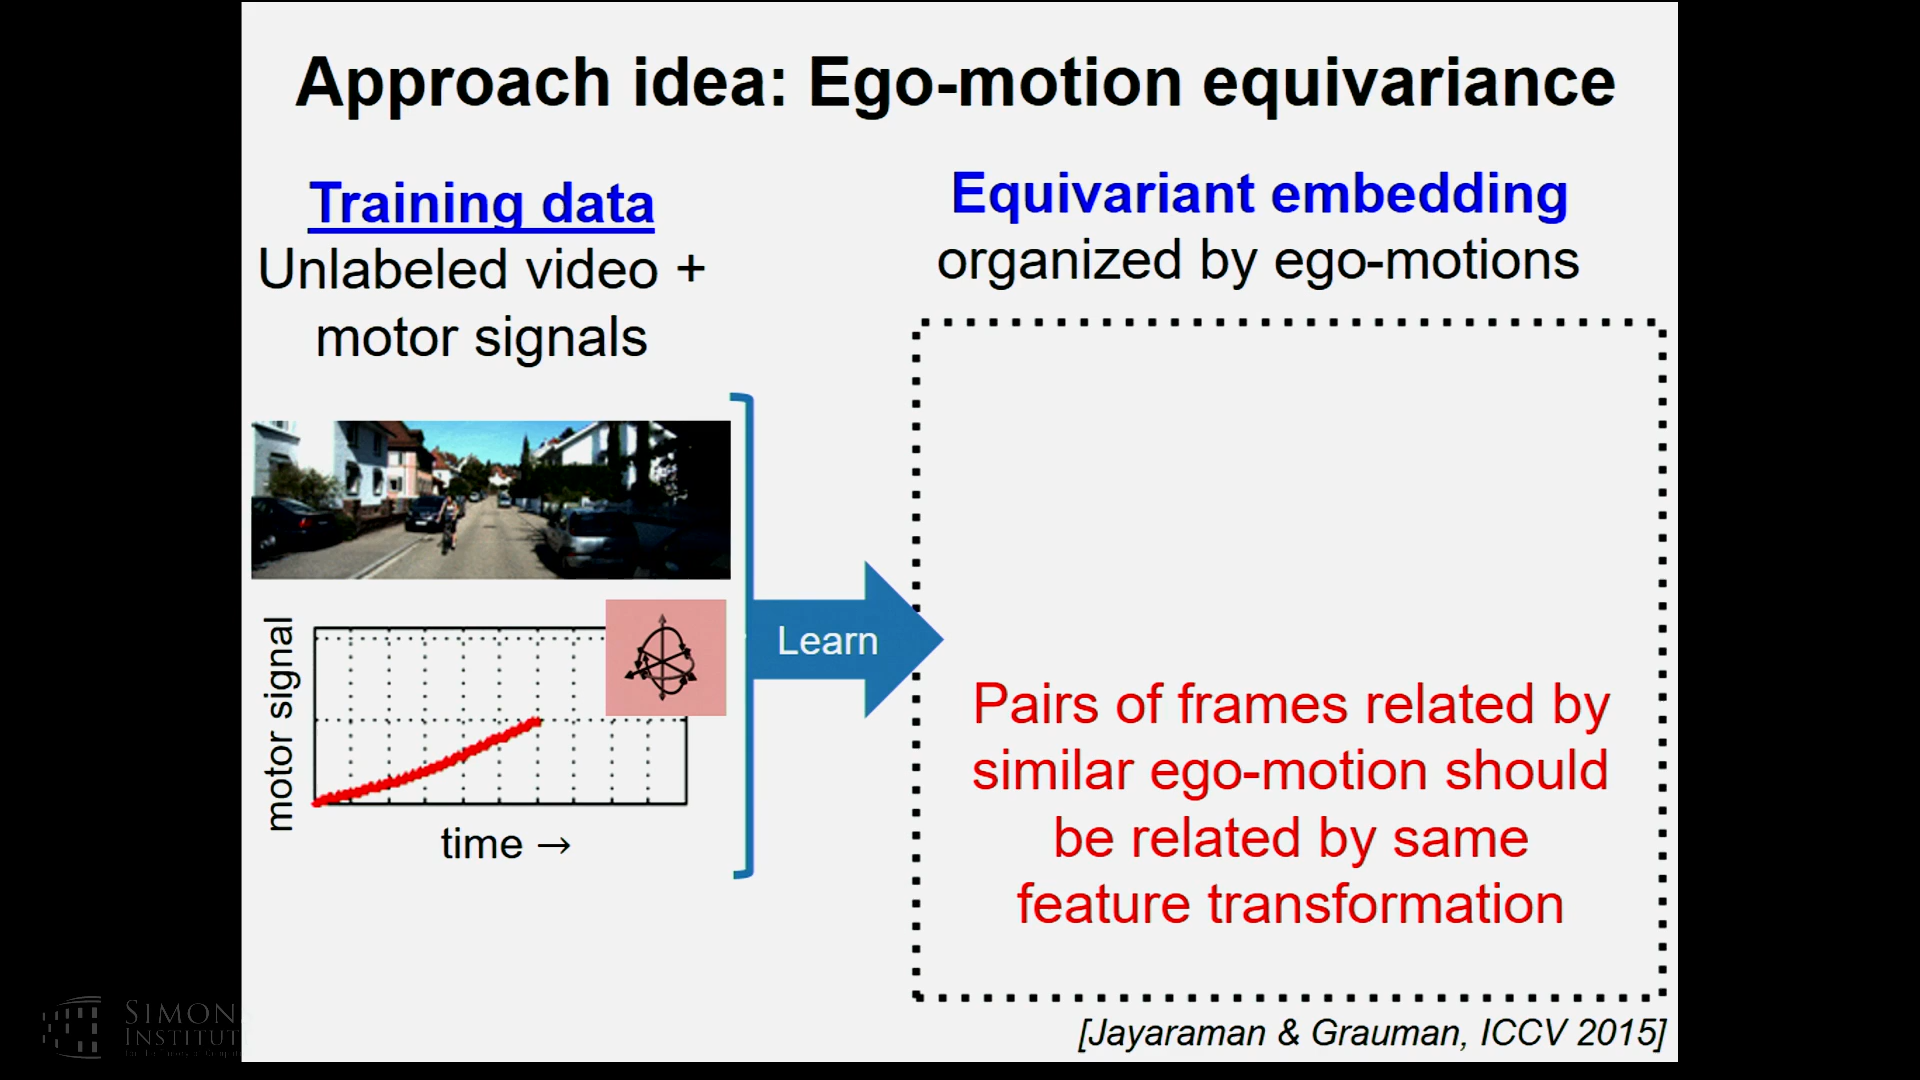 Approach idea: Ego-motion equivariance
Training data
Unlabeled video +
motor signals
Equivariant embedding
organized by ego-motions
motor signal
time →
Learn
Pairs of frames related by
similar ego-motion should
be related by same
feature transformation
[Jayaraman & Grauman, ICCV 2015]
SIMON
INSTITUT